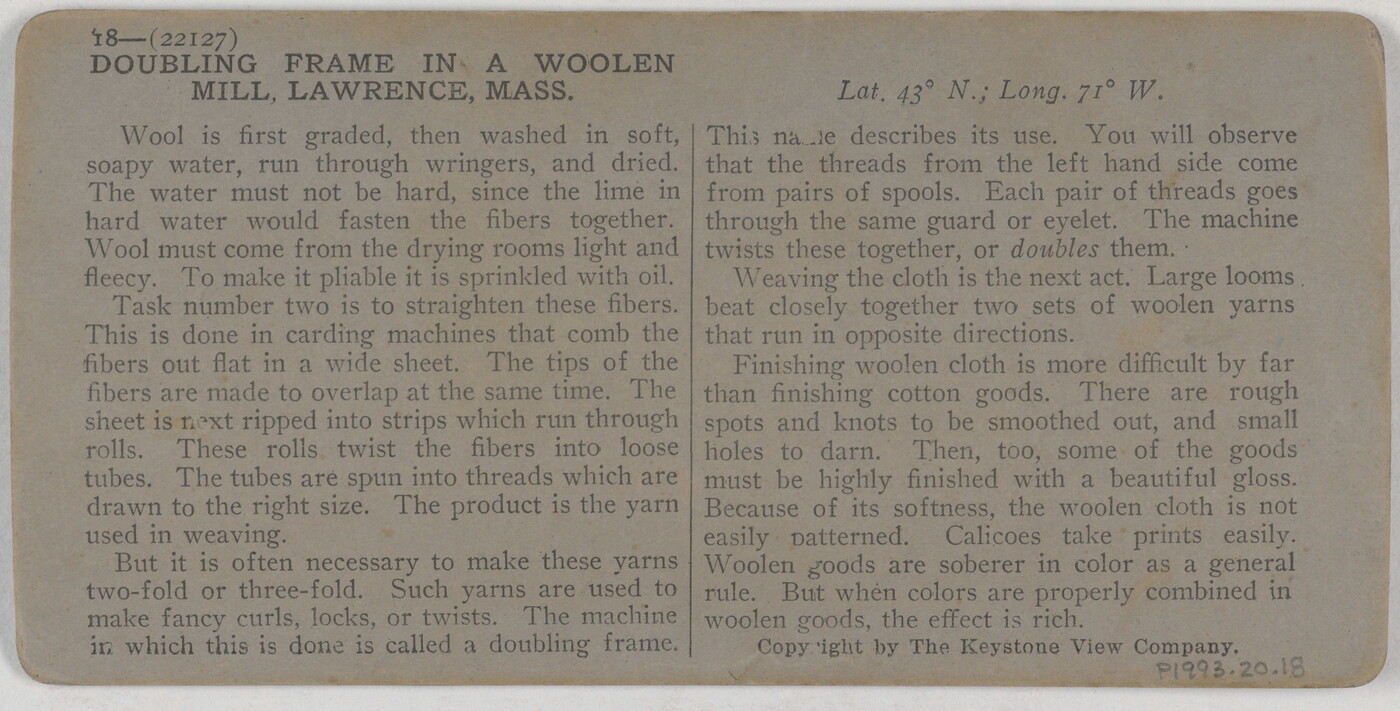 18—(22127)
DOUBLING FRAME IN A WOOLEN
MILL, LAWRENCE, MASS.
Lat. 43° N.; Long. 71° W.
Wool is first graded, then washed in soft,
soapy water, run through wringers, and dried.
The water must not be hard, since the lime in
hard water would fasten the fibers together.
Wool must come from the drying rooms light and
fleecy. To make it pliable it is sprinkled with oil.
Task number two is to straighten these fibers.
This is done in carding machines that comb the
fibers out flat in a wide sheet. The tips of the
fibers are made to overlap at the same time. The
sheet is next ripped into strips which run through
rolls. These rolls twist the fibers into loose
tubes. The tubes are spun into threads which are
drawn to the right size. The product is the yarn
used in weaving.
But it is often necessary to make these yarns
two-fold or three-fold. Such yarns are used to
make fancy curls, locks, or twists. The machine
in which this is done is called a doubling frame.
This name describes its use. You will observe
that the threads from the left hand side come
from pairs of spools. Each pair of threads goes
through the same guard or eyelet. The machine
twists these together, or doubles them.
Weaving the cloth is the next act. Large looms
beat closely together two sets of woolen yarns
that run in opposite directions.
Finishing woolen cloth is more difficult by far
than finishing cotton goods. There are rough
spots and knots to be smoothed out, and small
holes to darn. Then, too, some of the goods
must be highly finished with a beautiful gloss.
Because of its softness, the woolen cloth is not
easily patterned. Calicoes take prints easily.
Woolen goods are soberer in color as a general
rule. But when colors are properly combined in
woolen goods, the effect is rich.
Copyright by The Keystone View Company.
P1993.20.18